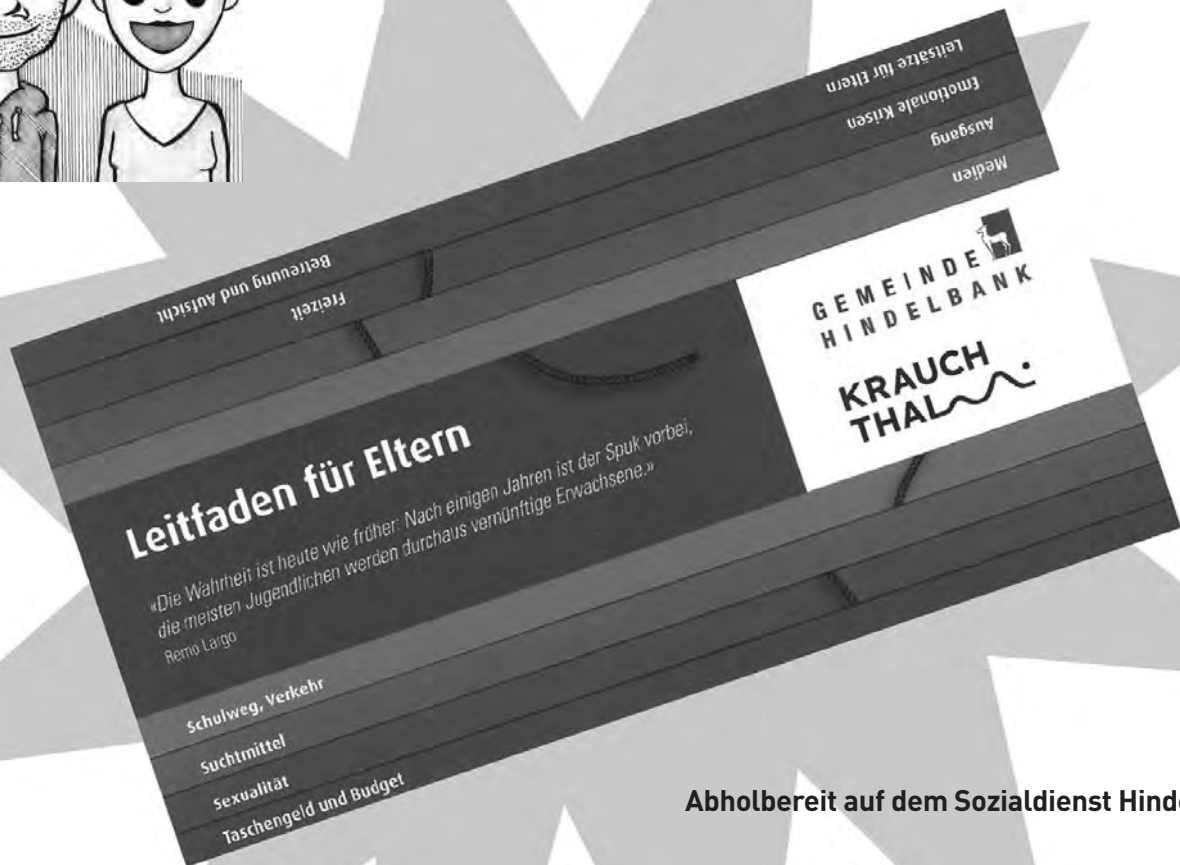 Leitsätze für Eltern
Emotionale Krisen
Ausgang
Medien
Betreuung und Aufsicht
Freizeit
GEMEINDE
HINDELBANK
KRAUCH
THAL
Leitfaden für Eltern
«Die Wahrheit ist heute wie früher: Nach einigen Jahren ist der Spuk vorbei,
die meisten Jugendlichen werden durchaus vernünftige Erwachsene.»
Remo Largo
Schulweg, Verkehr
Suchtmittel
Sexualität
Taschengeld und Budget
Abholbereit auf dem Sozialdienst